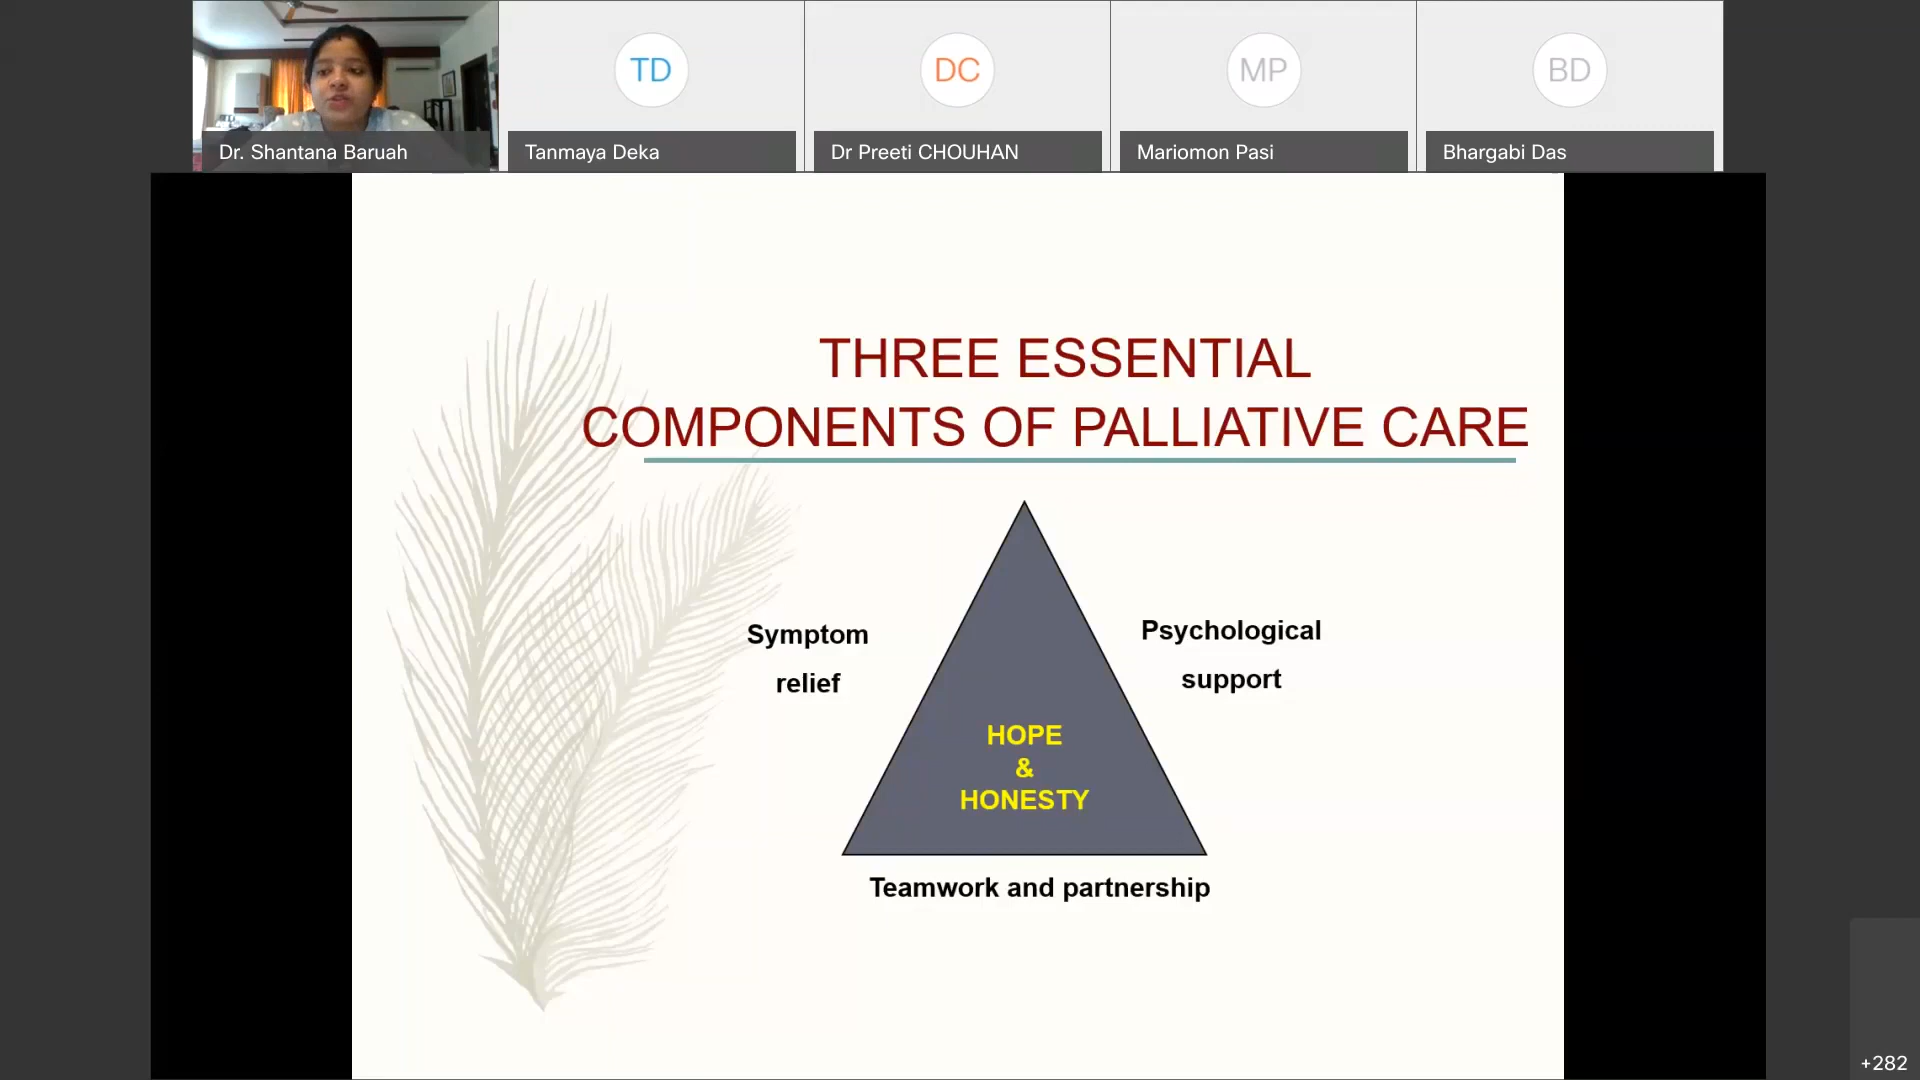 TD
DC
MP
BD
Dr. Shantana Baruah
Tanmaya Deka
Dr Preeti CHOUHAN
Mariomon Pasi
Bhargabi Das
THREE ESSENTIAL
COMPONENTS OF PALLIATIVE CARE
Symptom
relief
Psychological
support
HOPE
&
HONESTY
Teamwork and partnership
+282